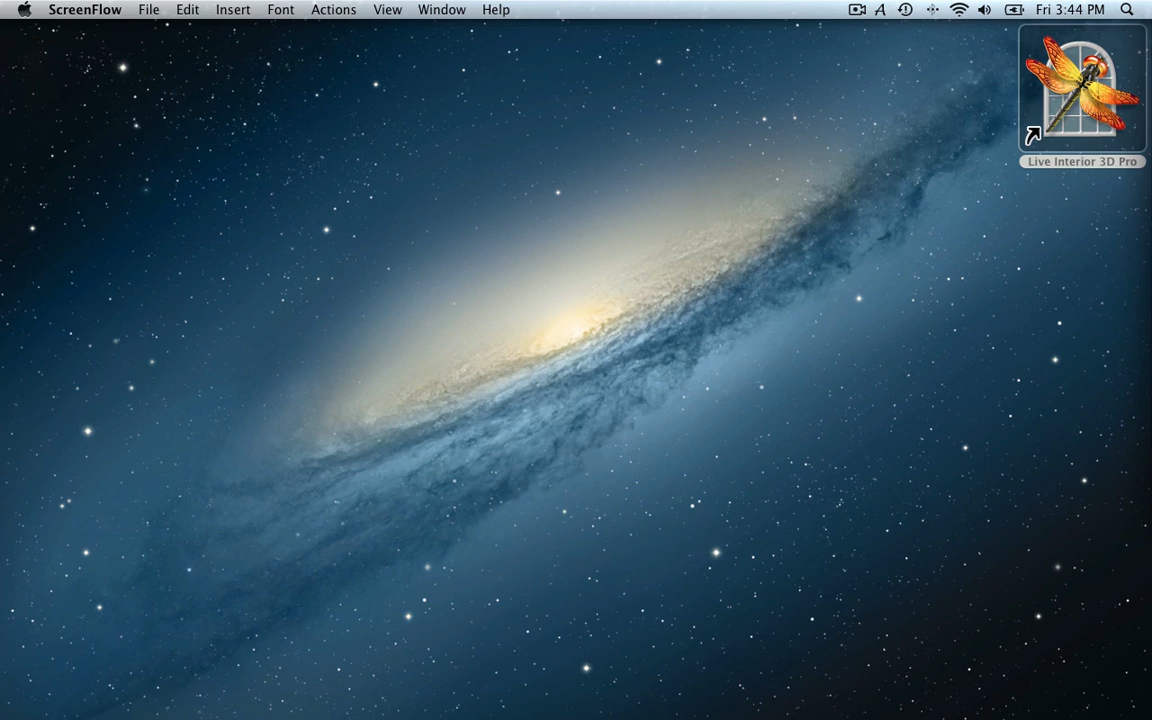 ScreenFlow File Edit Insert Font Actions View Window Help Fri 3:44 PM
Live Interior 3D Pro